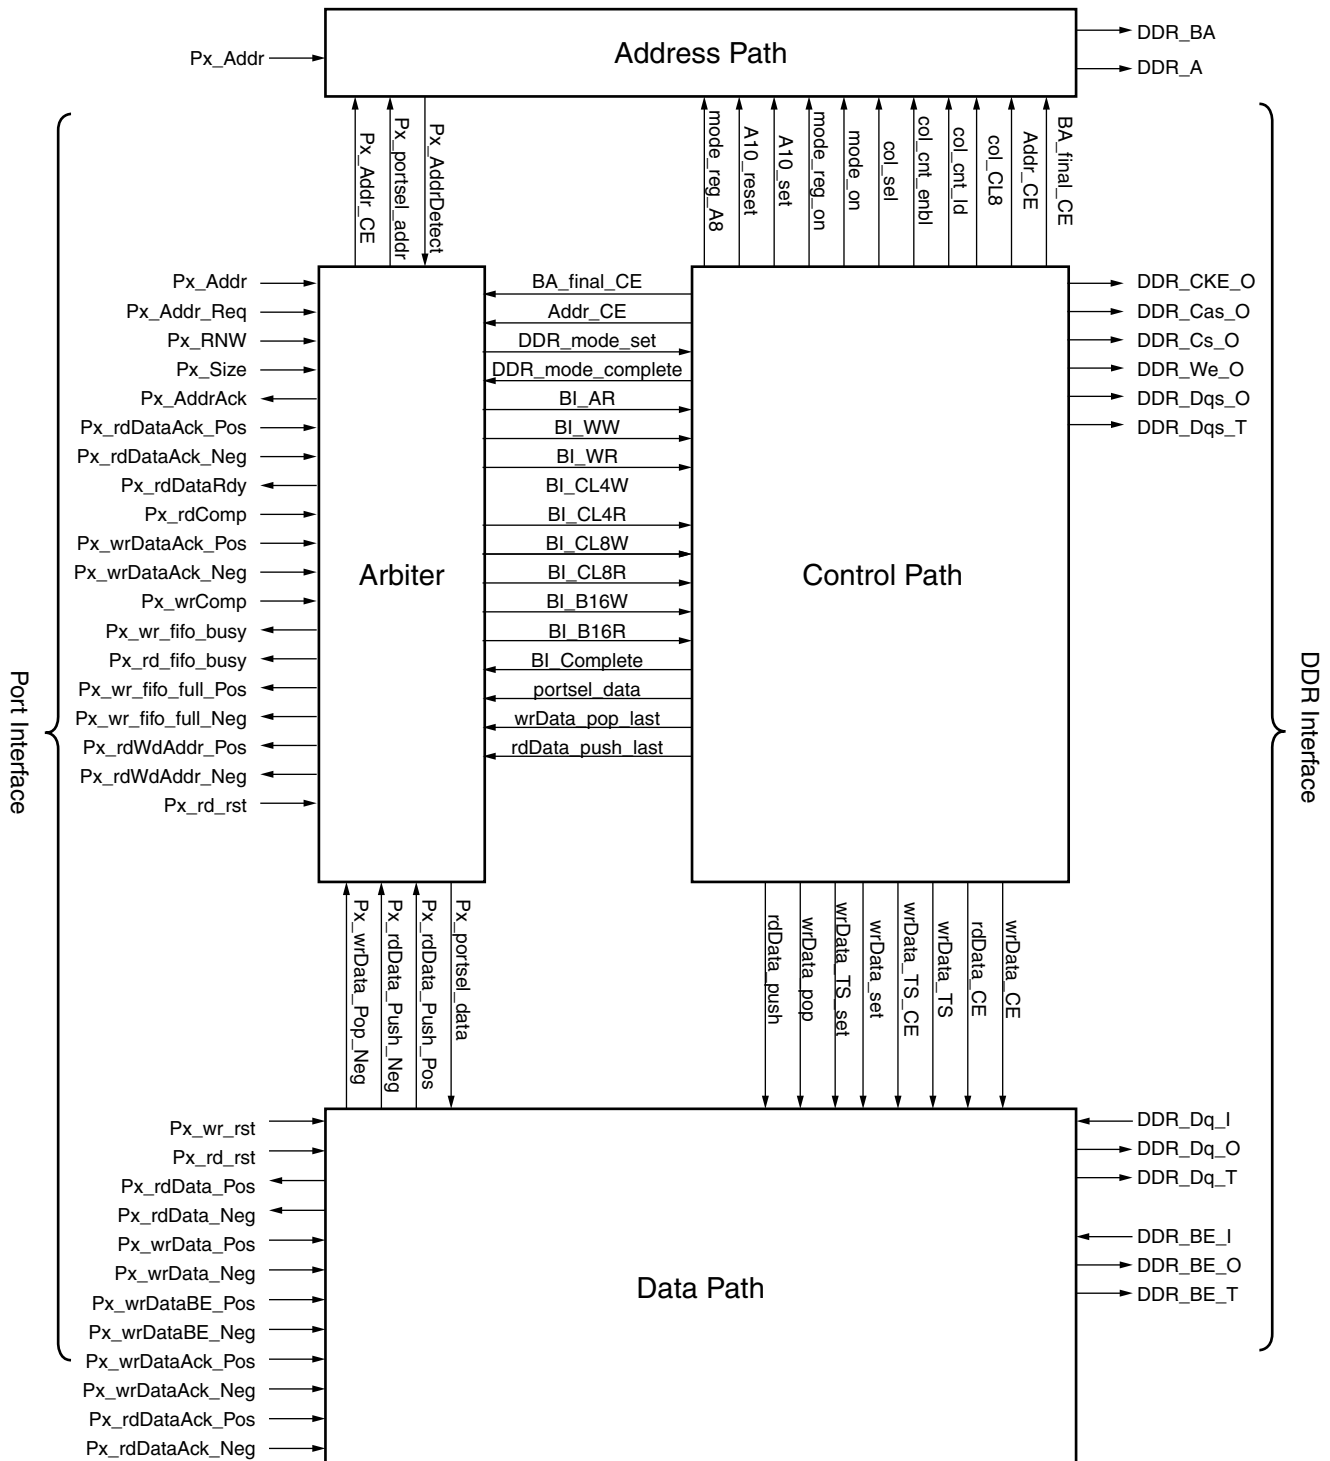 Address Path
Px_Addr
DDR_BA
DDR_A
Px_Addr_CE
Px_portsel_addr
Px_AddrDetect
mode_reg_A8
A10_reset
A10_set
mode_reg_on
mode_on
col_sel
col_cnt_enbl
col_cnt_ld
col_CL8
Addr_CE
BA_final_CE
Port Interface
Px_Addr
Px_Addr_Req
Px_RNW
Px_Size
Px_AddrAck
Px_rdDataAck_Pos
Px_rdDataAck_Neg
Px_rdDataRdy
Px_rdComp
Px_wrDataAck_Pos
Px_wrDataAck_Neg
Px_wrComp
Px_wr_fifo_busy
Px_rd_fifo_busy
Px_wr_fifo_full_Pos
Px_wr_fifo_full_Neg
Px_rdWdAddr_Pos
Px_rdWdAddr_Neg
Px_rd_rst
Arbiter
BA_final_CE
Addr_CE
DDR_mode_set
DDR_mode_complete
BI_AR
BI_WW
BI_WR
BI_CL4W
BI_CL4R
BI_CL8W
BI_CL8R
BI_B16W
BI_B16R
BI_Complete
portsel_data
wrData_pop_last
rdData_push_last
Control Path
DDR_CKE_O
DDR_Cas_O
DDR_Cs_O
DDR_We_O
DDR_Dqs_O
DDR_Dqs_T
DDR Interface
Px_wrData_Pop_Neg
Px_rdData_Push_Neg
Px_rdData_Push_Pos
Px_portsel_data
rdData_push
wrData_pop
wrData_TS_set
wrData_set
wrData_TS_CE
wrData_TS
rdData_CE
wrData_CE
Px_wr_rst
Px_rd_rst
Px_rdData_Pos
Px_rdData_Neg
Px_wrData_Pos
Px_wrData_Neg
Px_wrDataBE_Pos
Px_wrDataBE_Neg
Px_wrDataAck_Pos
Px_wrDataAck_Neg
Px_rdDataAck_Pos
Px_rdDataAck_Neg
Data Path
DDR_Dq_I
DDR_Dq_O
DDR_Dq_T
DDR_BE_I
DDR_BE_O
DDR_BE_T